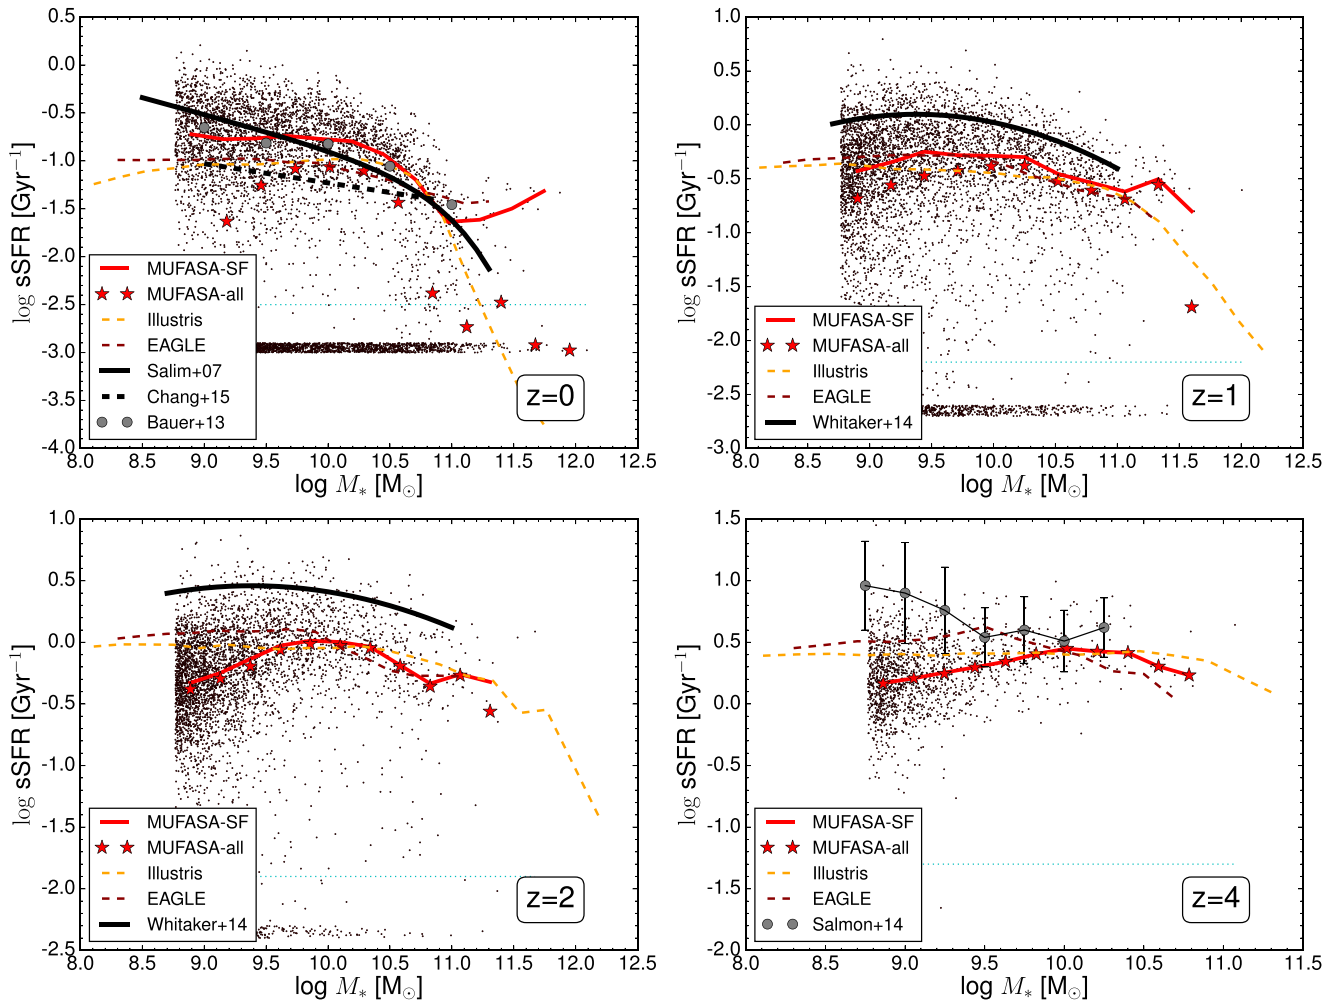 0.5
0.0
-0.5
-1.0
-1.5
-2.0
-2.5
-3.0
-3.5
-4.0
log sSFR [Gyr⁻¹]
MUFASA-SF
MUFASA-all
Illustris
EAGLE
Salim+07
Chang+15
Bauer+13
z=0
8.0 9.0 9.5 10.0 10.5 11.0 11.5 12.0 12.5
log M* [M⊙]
1.0
0.5
0.0
-0.5
-1.0
-1.5
-2.0
-2.5
-3.0
log sSFR [Gyr⁻¹]
MUFASA-SF
MUFASA-all
Illustris
EAGLE
Whitaker+14
z=1
8.0 8.5 9.0 9.5 10.0 10.5 11.0 11.5 12.0 12.5
log M* [M⊙]
1.0
0.5
0.0
-0.5
-1.0
-1.5
-2.0
-2.5
log sSFR [Gyr⁻¹]
MUFASA-SF
MUFASA-all
Illustris
EAGLE
Whitaker+14
z=2
8.0 9.0 9.5 10.0 10.5 11.0 11.5 12.0 12.5
log M* [M⊙]
1.5
1.0
0.5
0.0
-0.5
-1.0
-1.5
-2.0
log sSFR [Gyr⁻¹]
MUFASA-SF
MUFASA-all
Illustris
EAGLE
Salmon+14
z=4
8.0 8.5 9.0 9.5 10.0 10.5 11.0 11.5
log M* [M⊙]